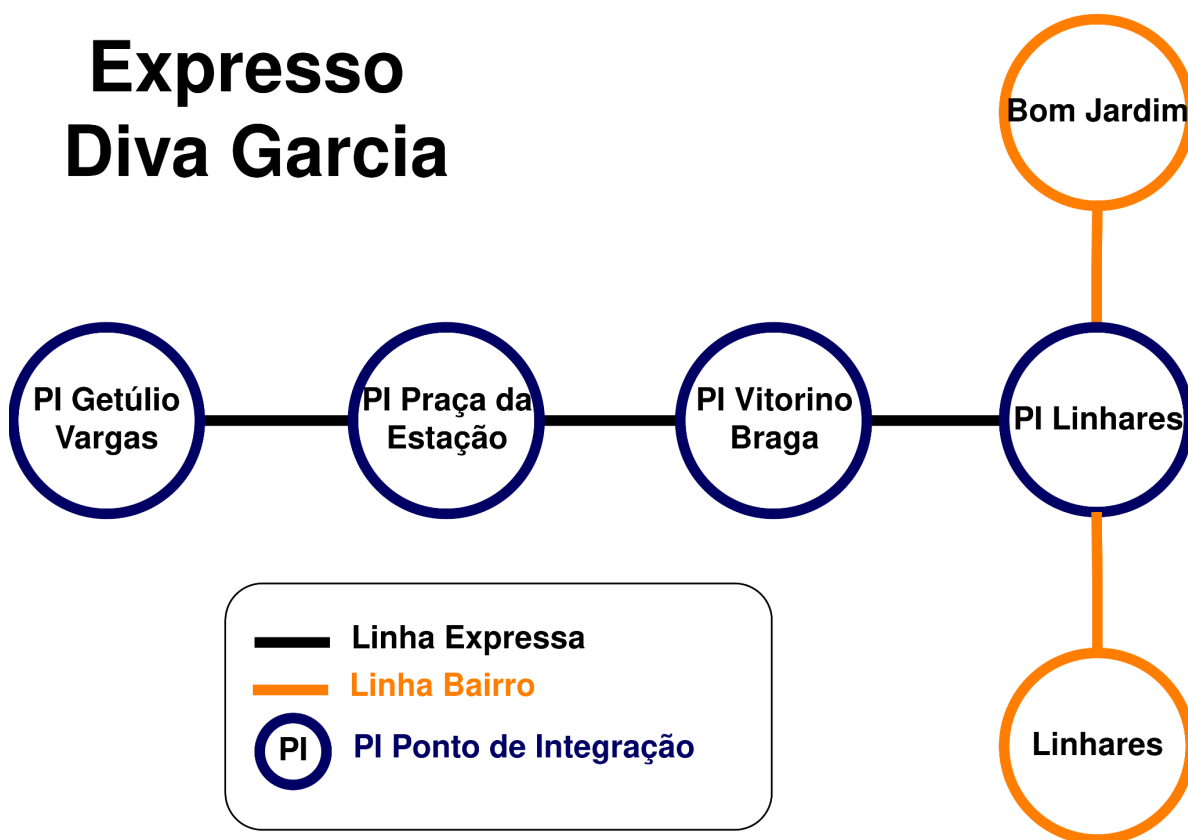 Expresso
Diva Garcia
Bom Jardim
PI Getúlio
Vargas
PI Praça da
Estação
PI Vitorino
Braga
PI Linhares
Linha Expressa
Linha Bairro
PI
PI Ponto de Integração
Linhares